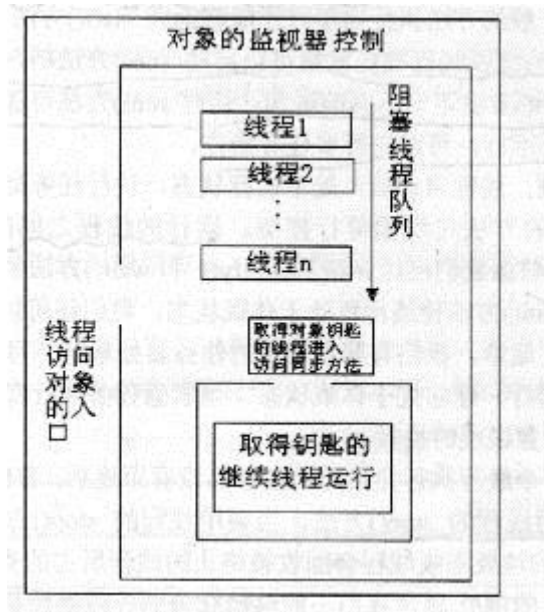 对象的监视器控制
线程1
线程2
线程n
阻塞线程队列
取得对象钥匙
的线程进入
访问同步方法
线程
访问
对象
的入
口
取得钥匙的
继续线程运行